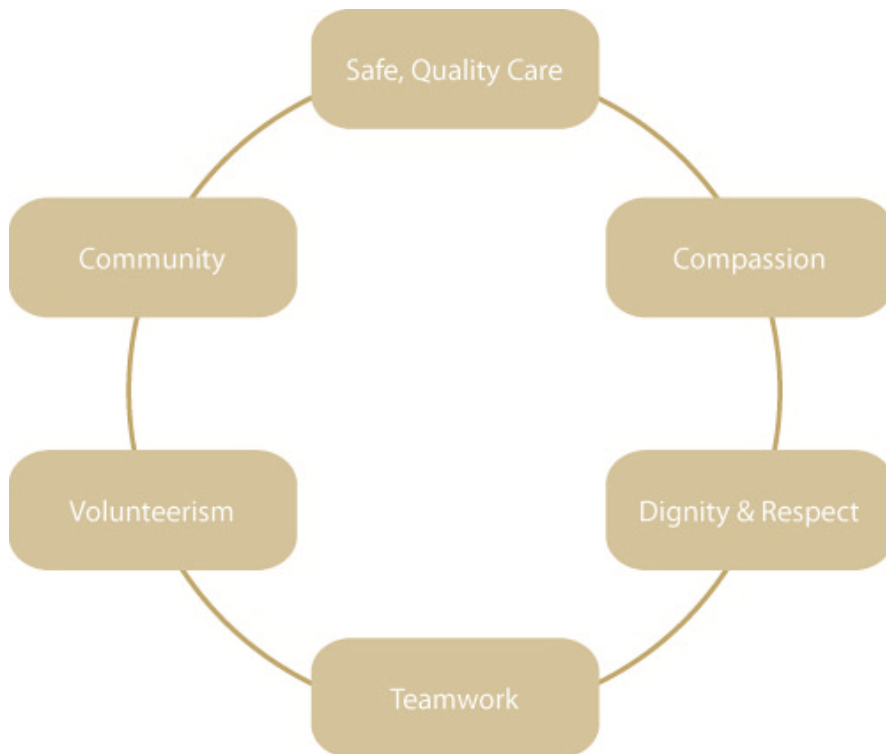 Safe, Quality Care
Compassion
Dignity & Respect
Teamwork
Volunteerism
Community